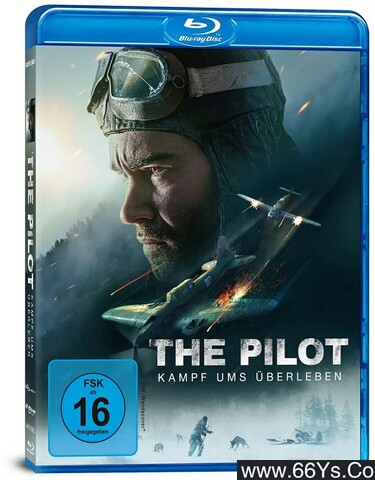 Blu-ray Disc
THE PILOT
KAMPF UMS ÜBERLEBEN
THE PILOT
KAMPF UMS
ÜBERLEBEN
FSK
ab
16
freigegeben
www.66Ys.Co